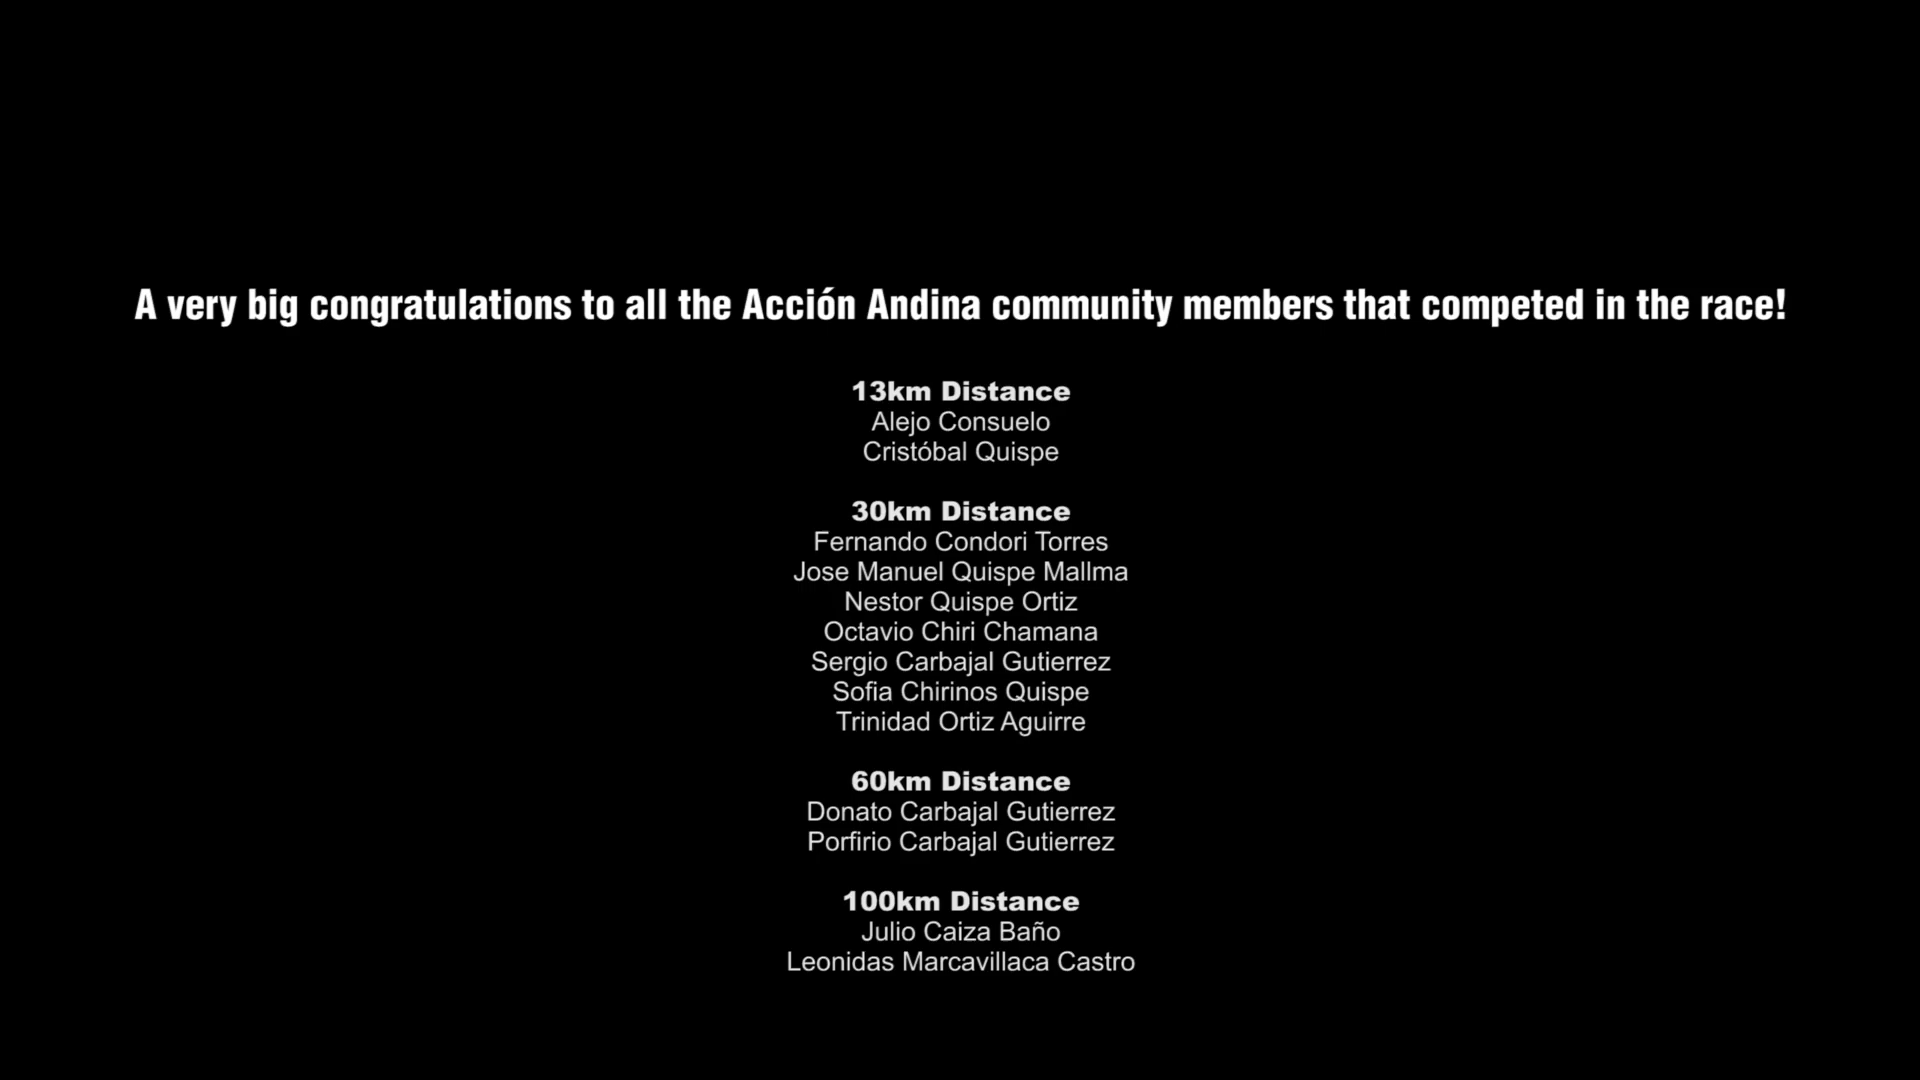 A very big congratulations to all the Acción Andina community members that competed in the race!
13km Distance
Alejo Consuelo
Cristóbal Quispe
30km Distance
Fernando Condori Torres
Jose Manuel Quispe Mallma
Nestor Quispe Ortiz
Octavio Chiri Chamana
Sergio Carbajal Gutierrez
Sofia Chirinos Quispe
Trinidad Ortiz Aguirre
60km Distance
Donato Carbajal Gutierrez
Porfirio Carbajal Gutierrez
100km Distance
Julio Caiza Baño
Leonidas Marcavillaca Castro